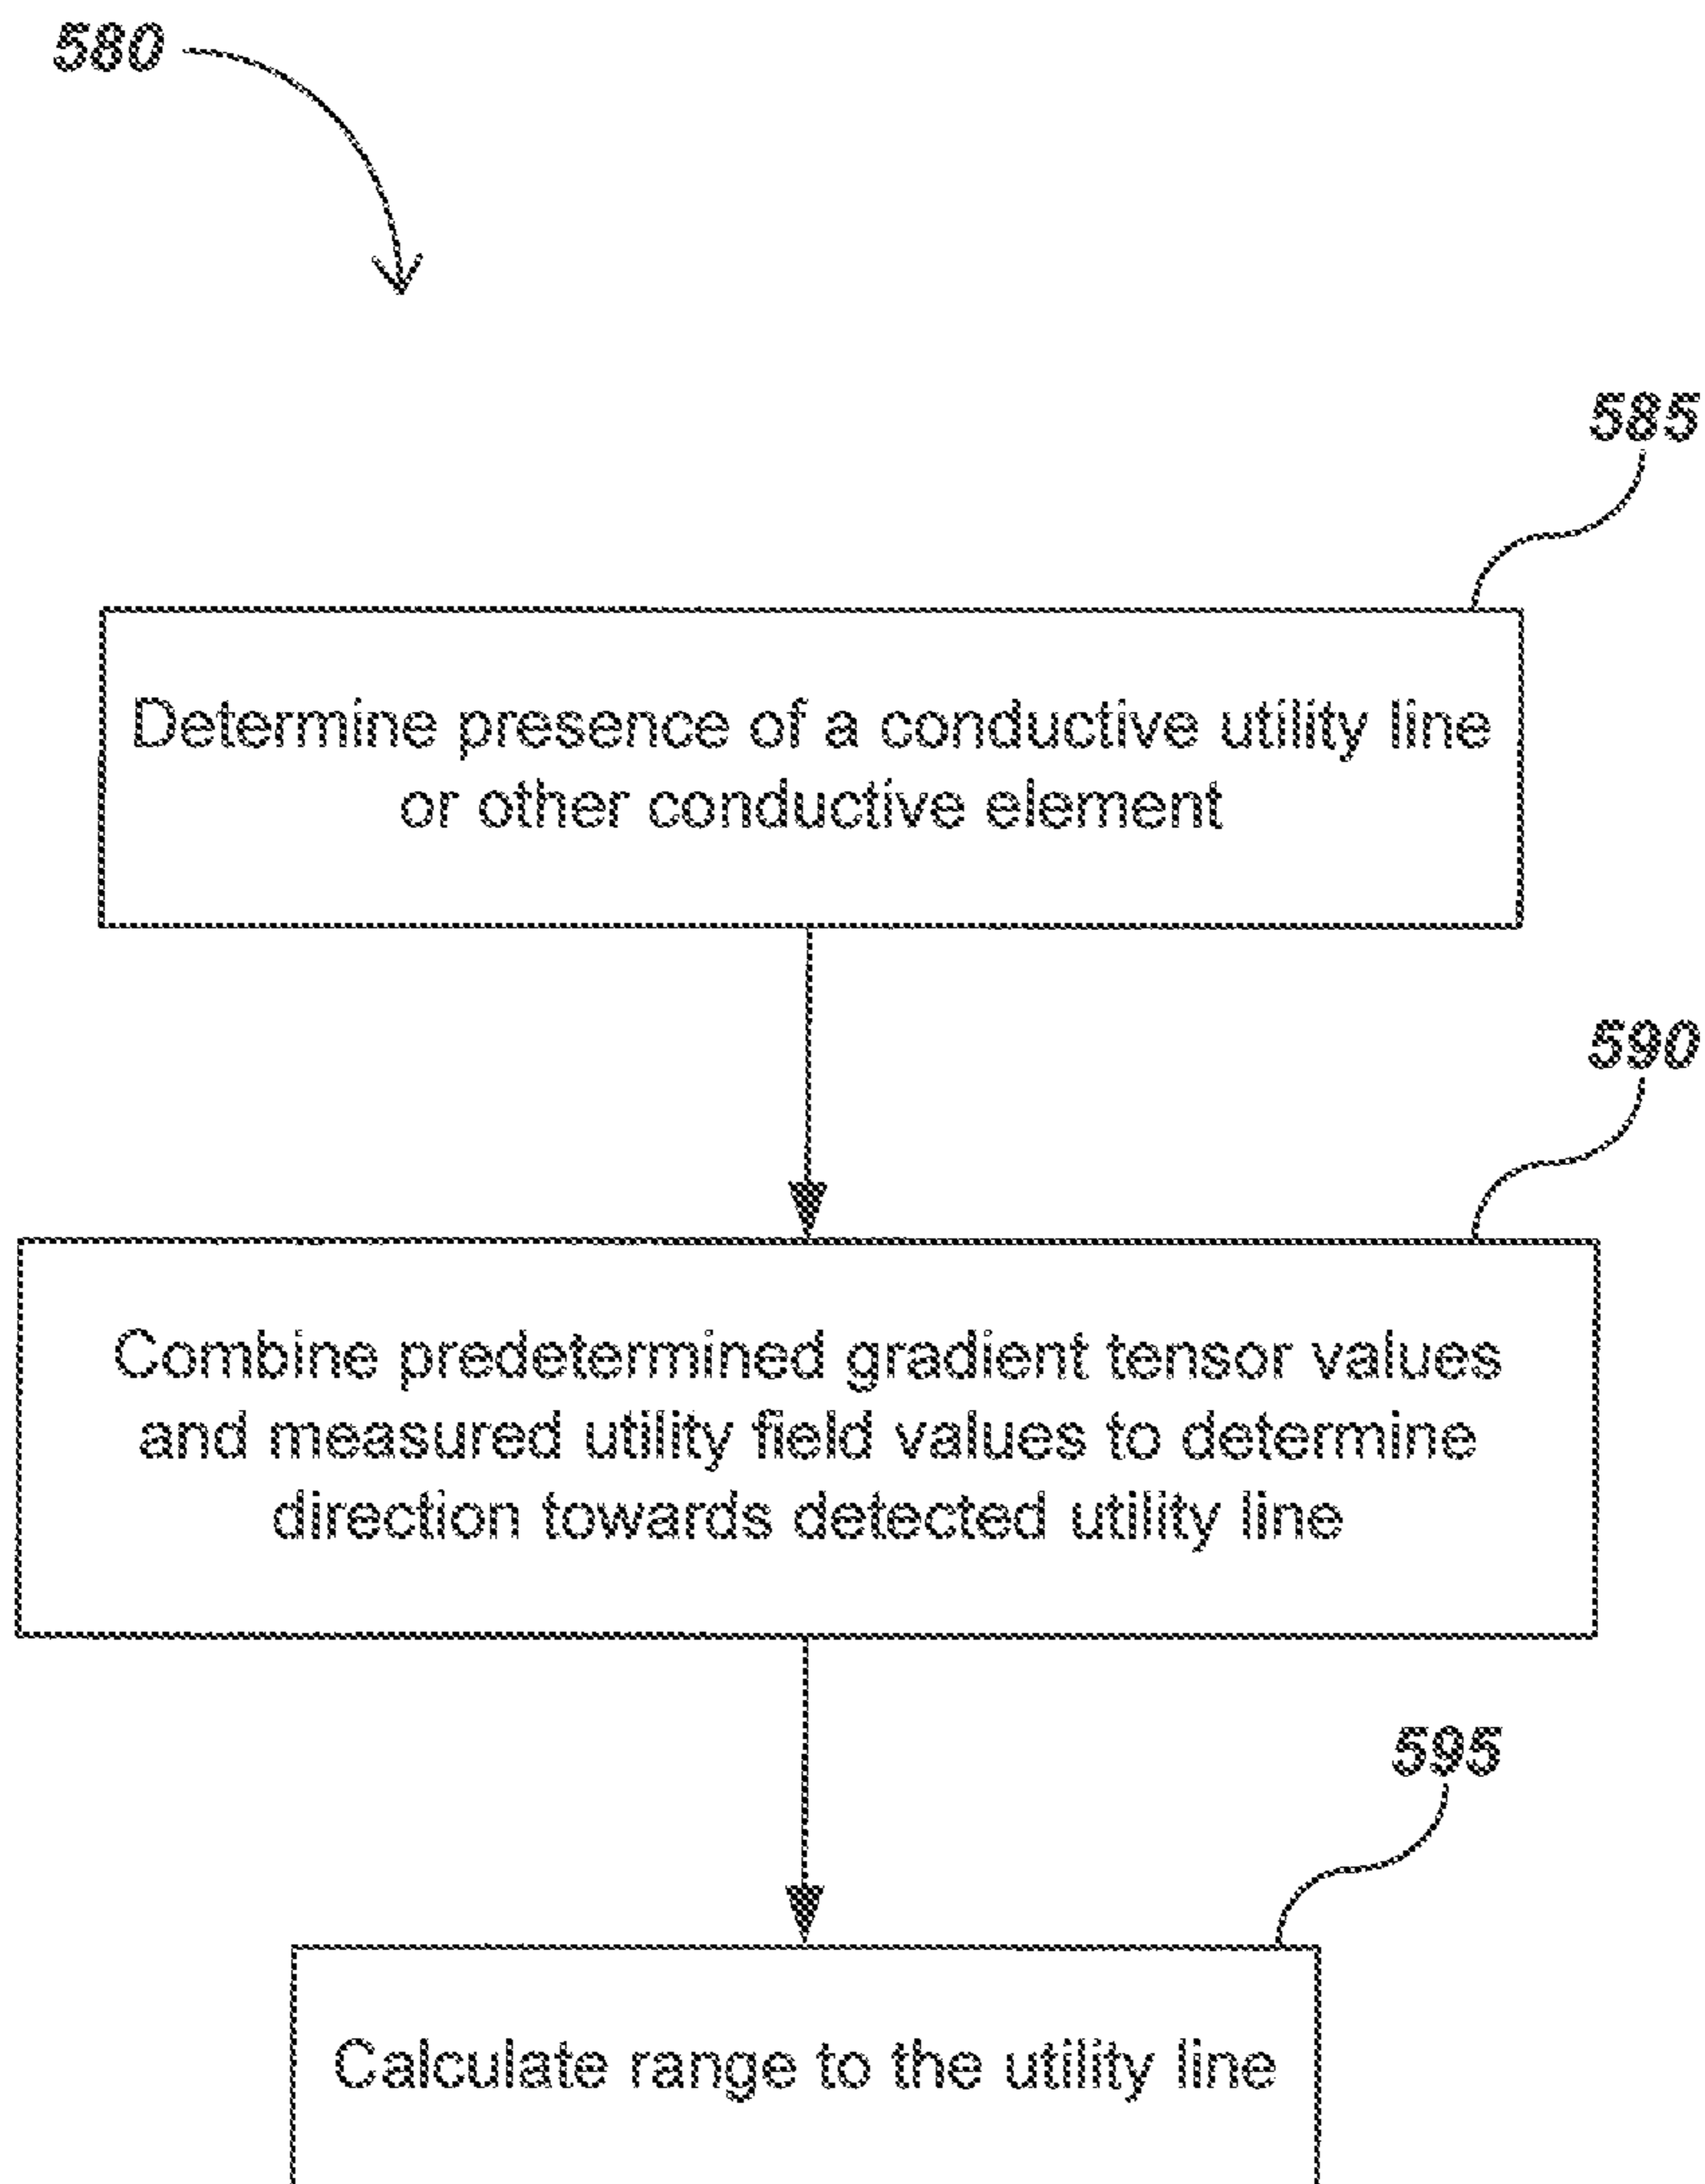 580
585
Determine presence of a conductive utility line
or other conductive element
590
Combine predetermined gradient tensor values
and measured utility field values to determine
direction towards detected utility line
595
Calculate range to the utility line